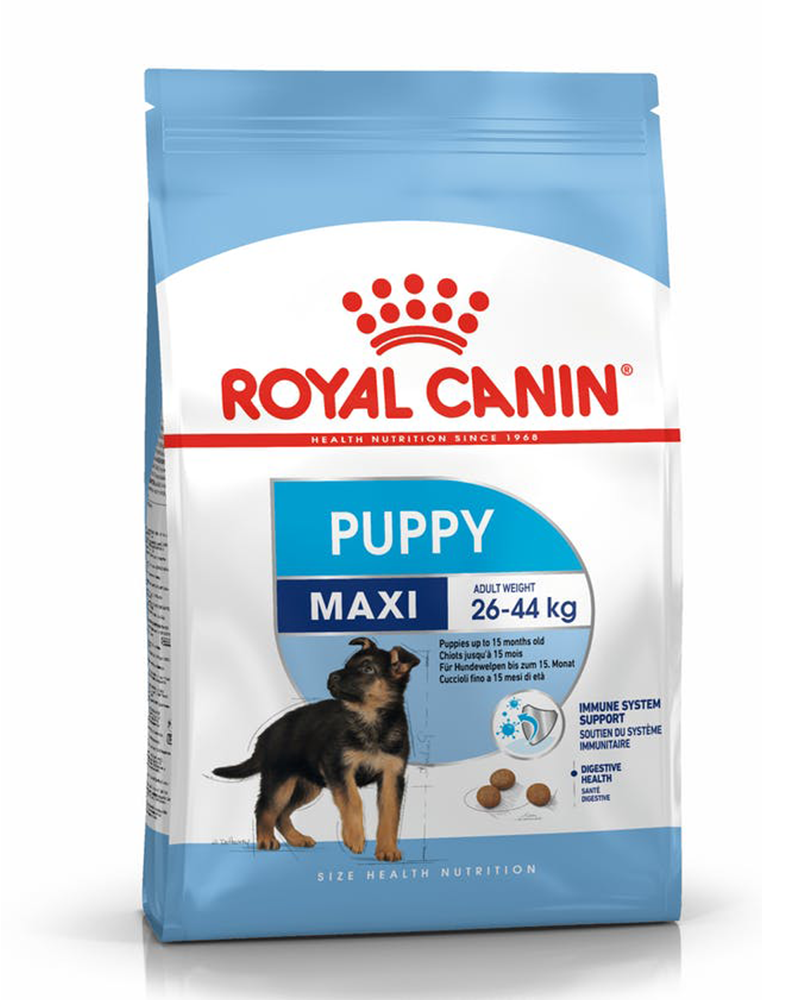 ROYAL CANIN®
HEALTH NUTRITION SINCE 1968
PUPPY
MAXI
ADULT WEIGHT
26-44 kg
Puppies up to 15 months old
Chiots jusqu'à 15 mois
Für Hundewelpen bis zum 15. Monat
Cuccioli fino a 15 mesi di età
IMMUNE SYSTEM
SUPPORT
SOUTIEN DU SYSTÈME
IMMUNITAIRE
DIGESTIVE
HEALTH
SANTÉ
DIGESTIVE
SIZE HEALTH NUTRITION